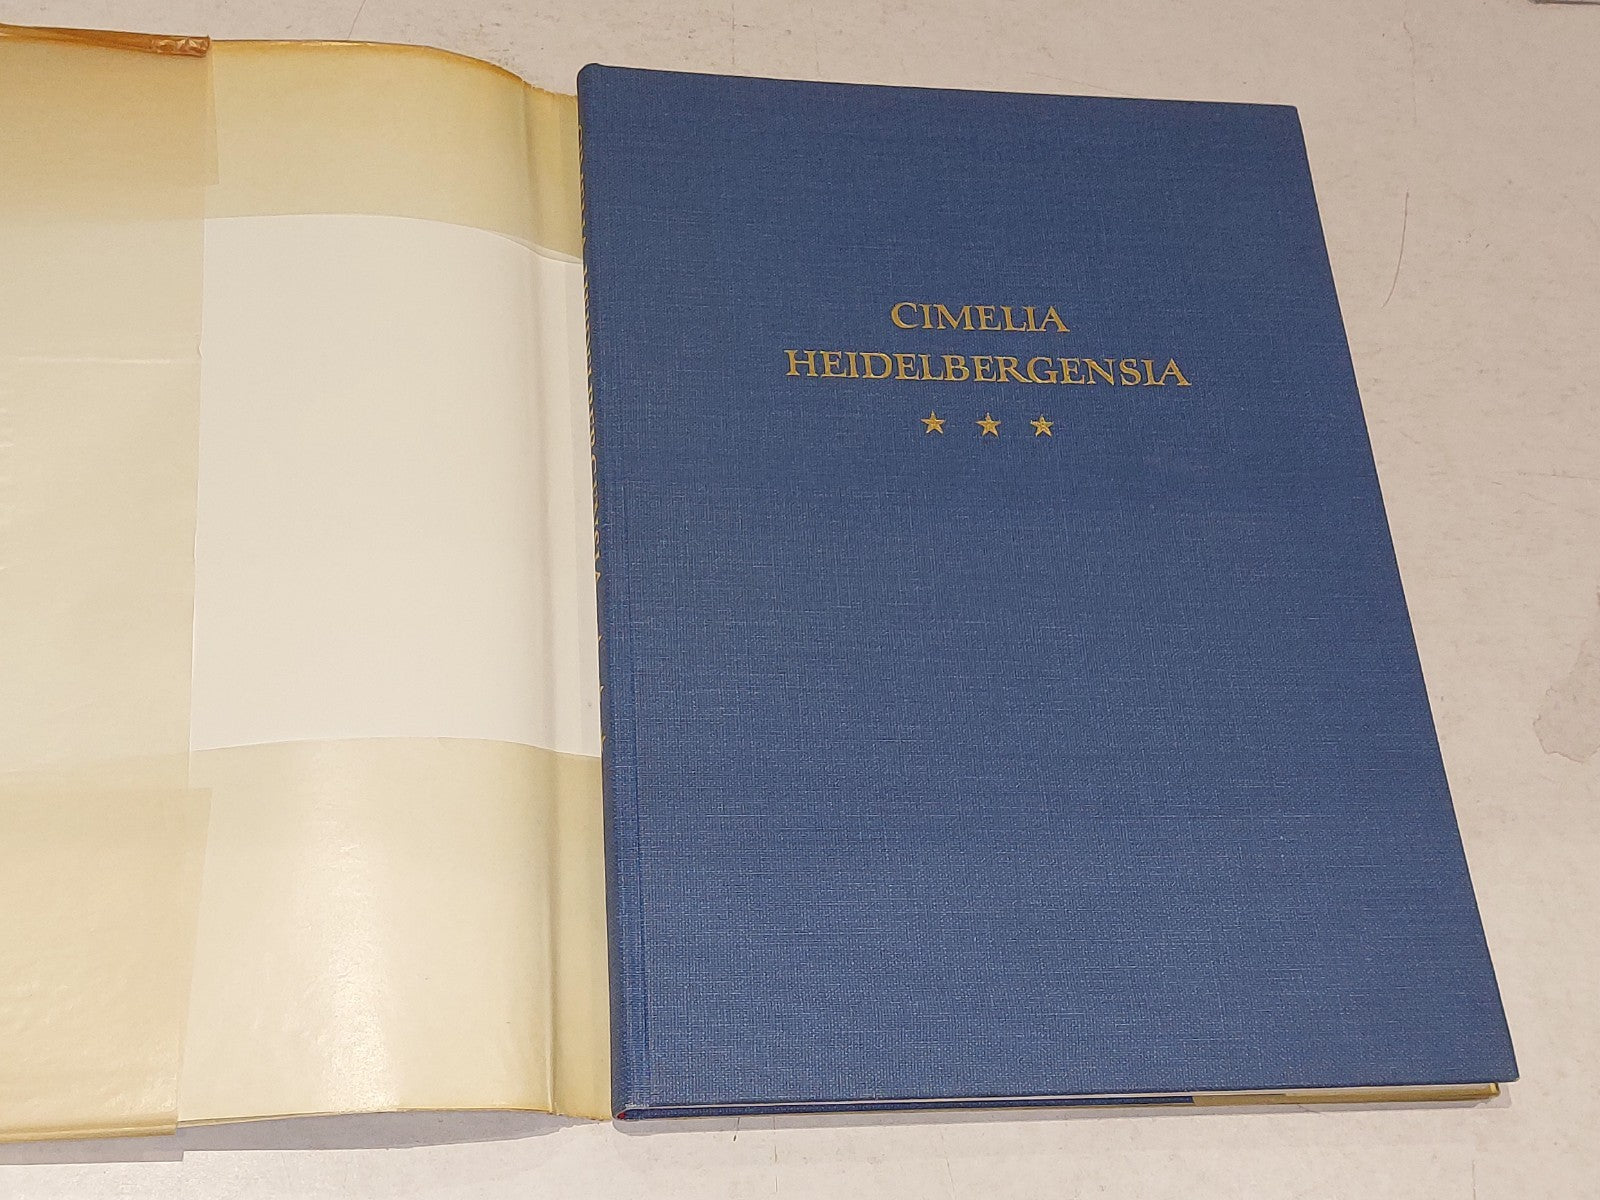 CIMELIA
HEIDELBERGENSIA
★ ★ ★